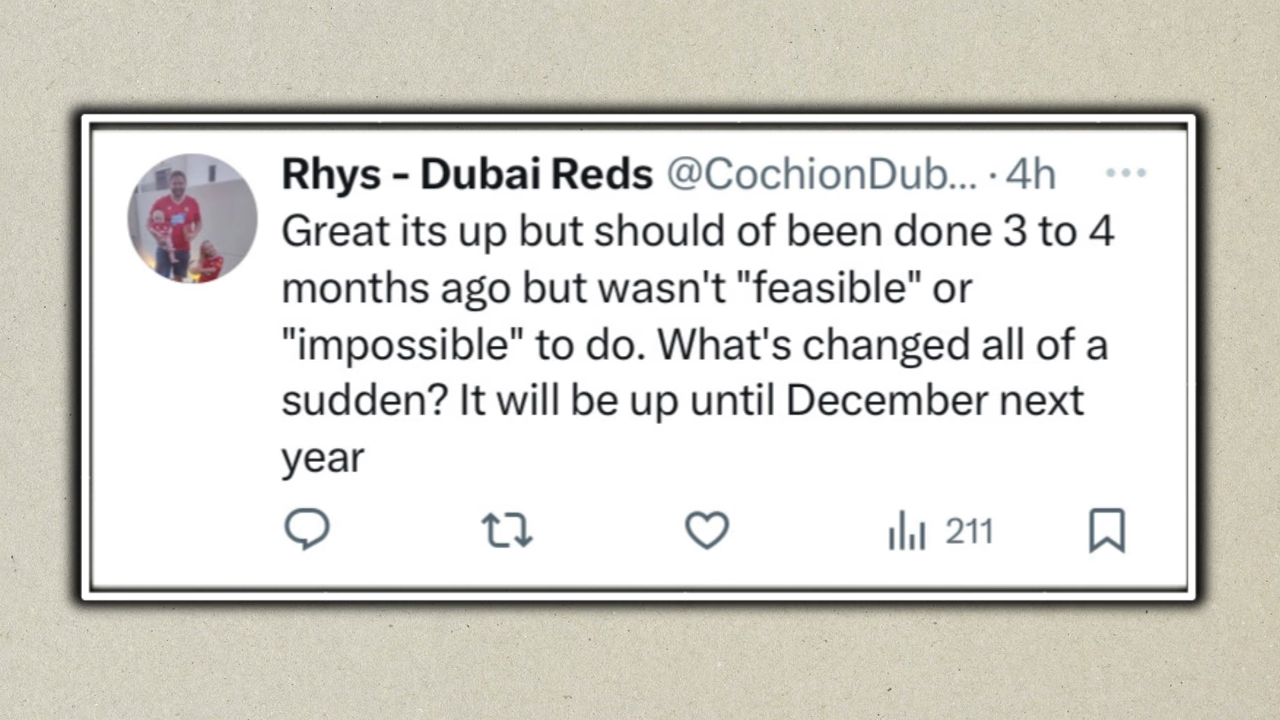 Rhys - Dubai Reds @CochionDub... · 4h
Great its up but should of been done 3 to 4
months ago but wasn't "feasible" or
"impossible" to do. What's changed all of a
sudden? It will be up until December next
year
211